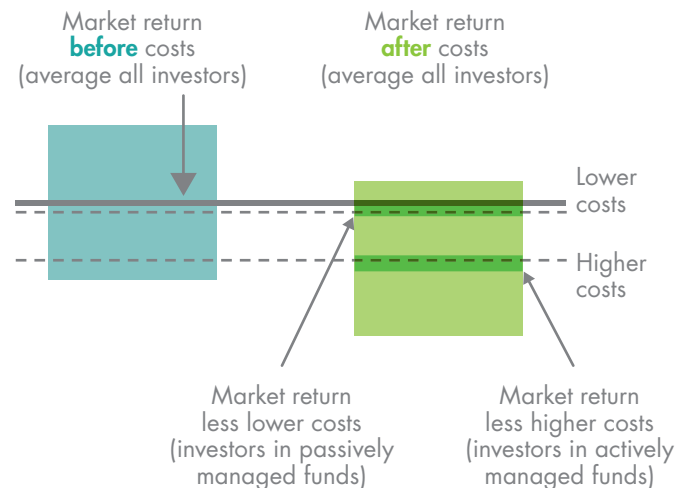 Market return
before costs
(average all investors)
Market return
after costs
(average all investors)
Lower
costs
Higher
costs
Market return
less lower costs
(investors in passively
managed funds)
Market return
less higher costs
(investors in actively
managed funds)